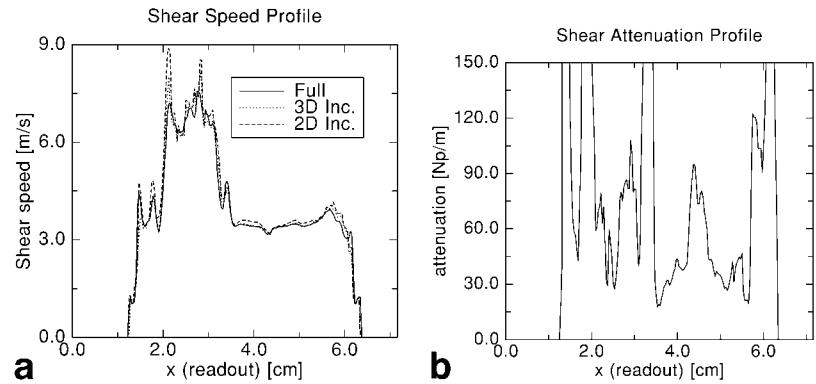 Shear Speed Profile
9.0
6.0
3.0
0.0
Shear speed [m/s]
Full
3D Inc.
2D Inc.
0.0 2.0 4.0 6.0
x (readout) [cm]
a
Shear Attenuation Profile
150.0
120.0
90.0
60.0
30.0
0.0
attenuation [Np/m]
0.0 2.0 4.0 6.0
x (readout) [cm]
b